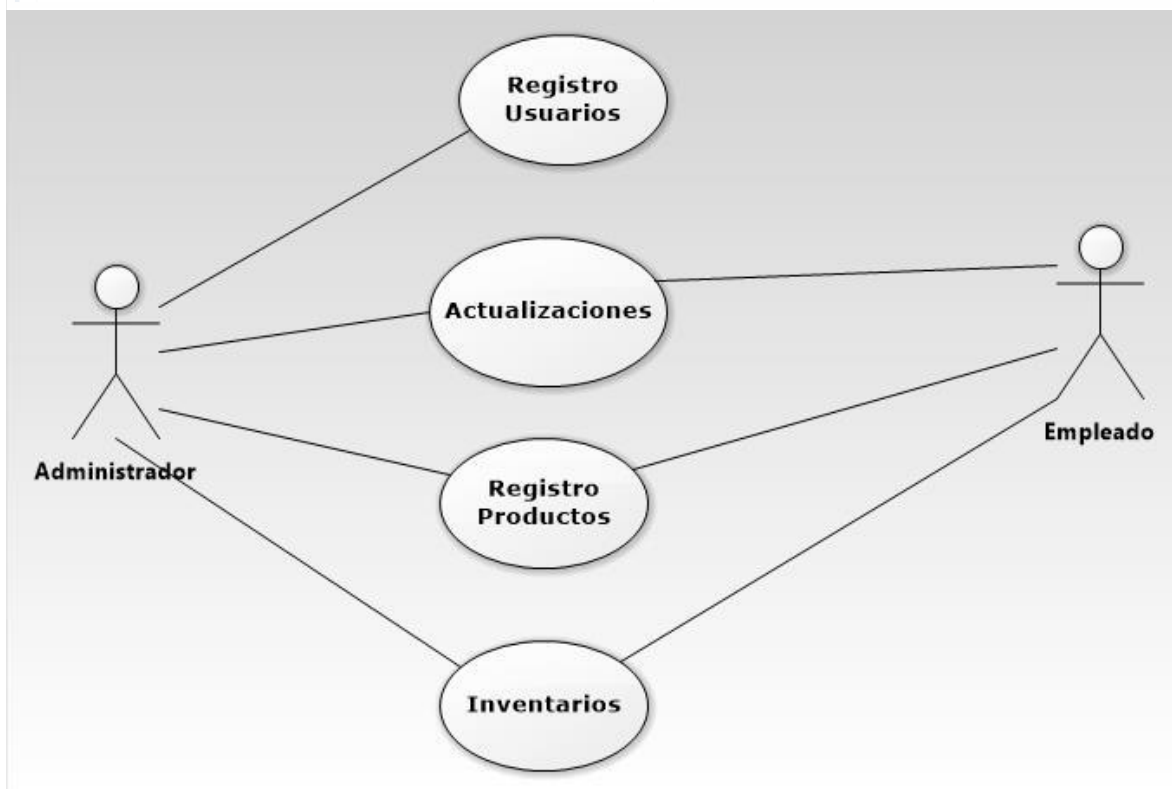 Registro
Usuarios
Actualizaciones
Empleado
Administrador
Registro
Productos
Inventarios